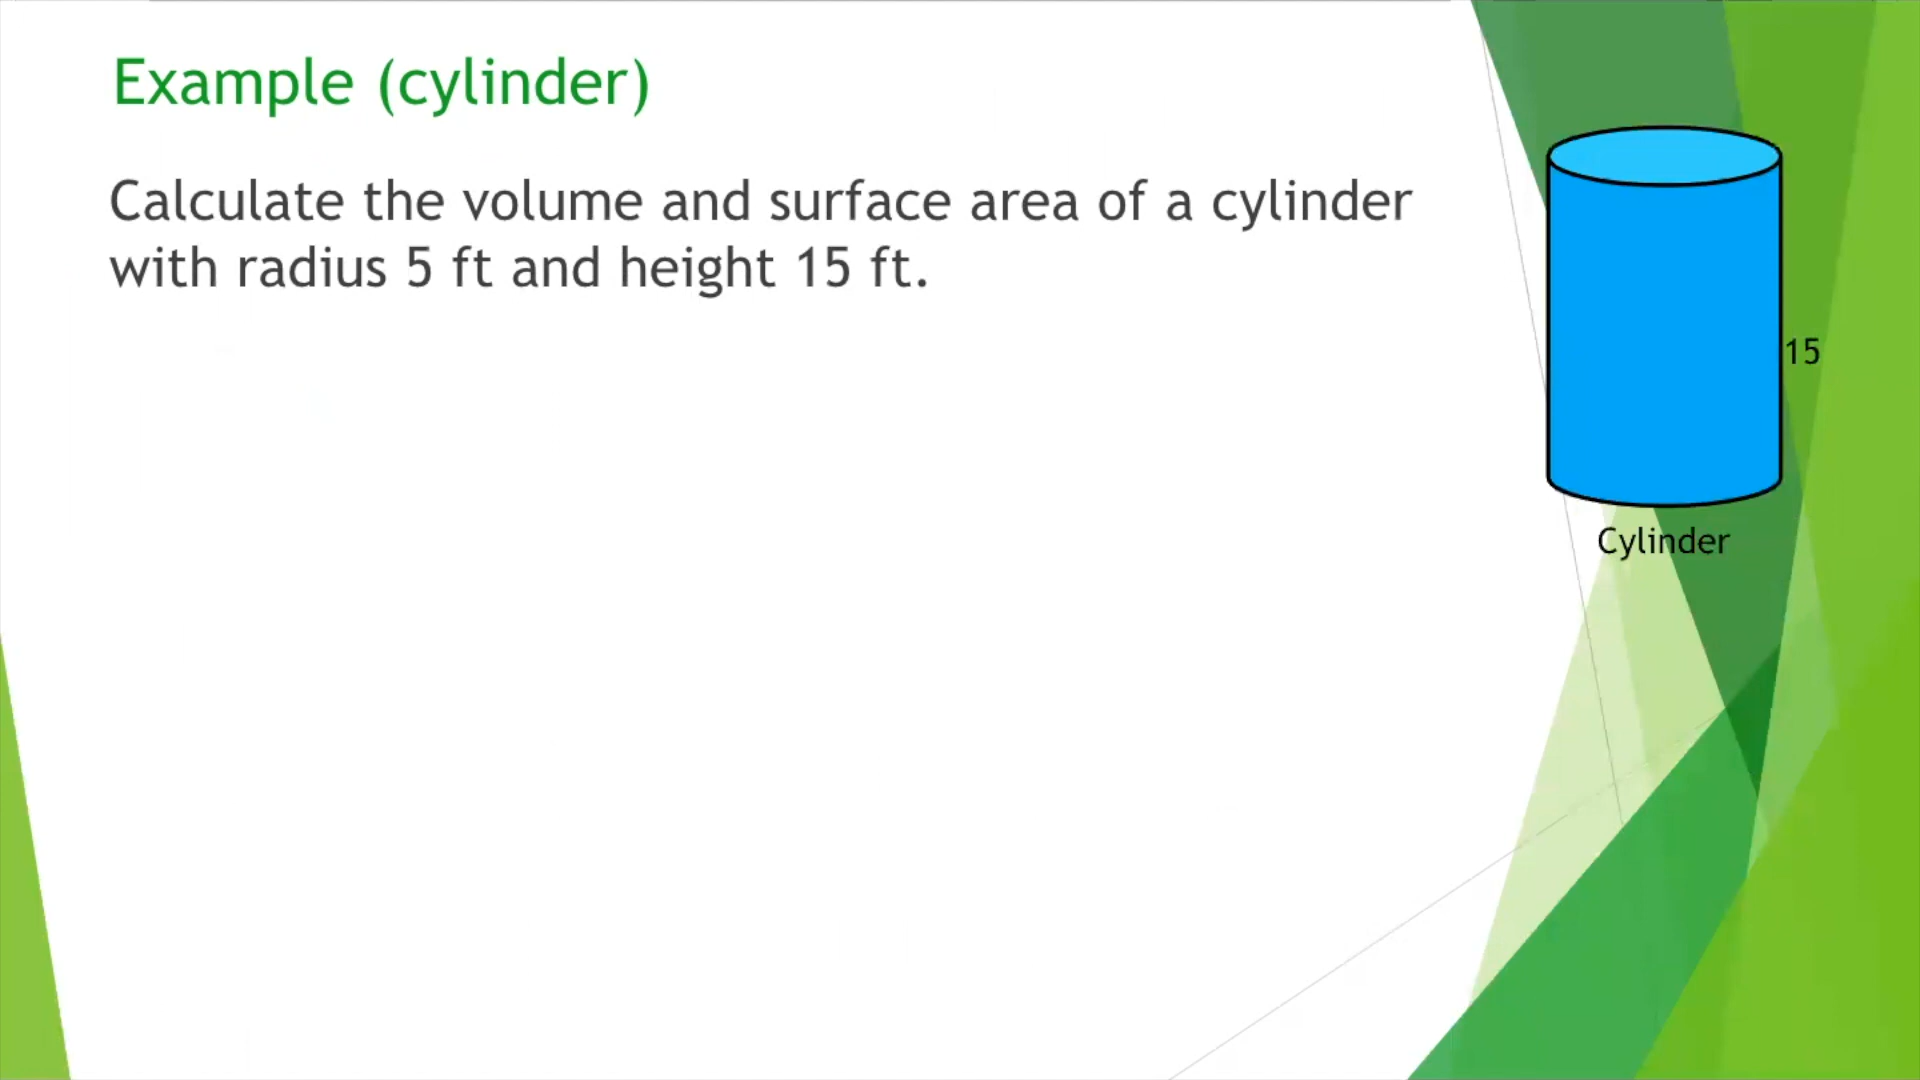 Example (cylinder)
Calculate the volume and surface area of a cylinder
with radius 5 ft and height 15 ft.
15
Cylinder